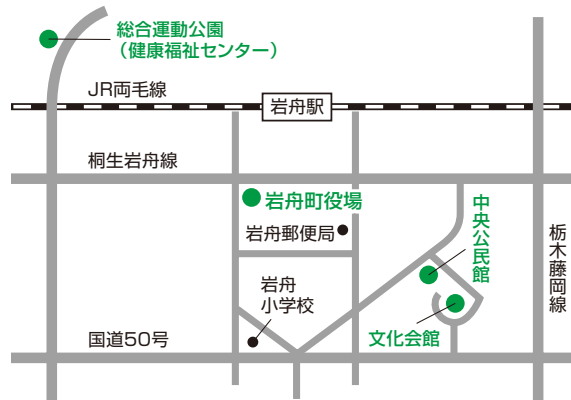 総合運動公園
（健康福祉センター）
JR両毛線
岩舟駅
桐生岩舟線
岩舟町役場
岩舟郵便局
中央公民館
栃木藤岡線
岩舟
小学校
国道50号
文化会館